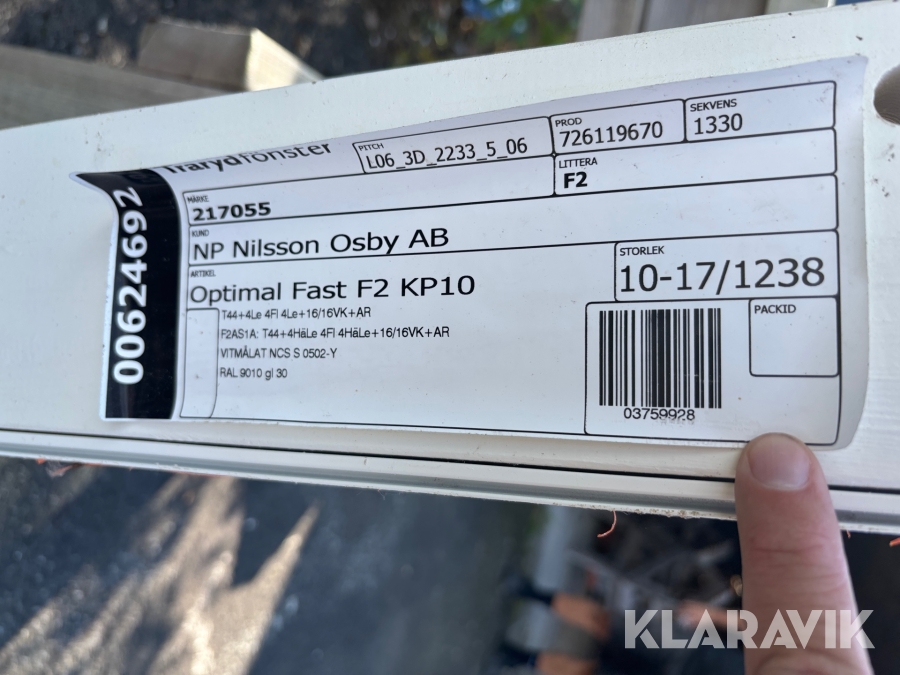 00624692
Trarydfönster
PITCH
L06_3D_2233_5_06
PROD
726119670
SEKVENS
1330
MÄRKE
217055
LITTERA
F2
KUND
NP Nilsson Osby AB
ARTIKEL
Optimal Fast F2 KP10
STORLEK
10-17/1238
T44+4Le 4Fl 4Le+16/16VK+AR
F2AS1A: T44+4HäLe 4Fl 4HäLe+16/16VK+AR
VITMÅLAT NCS S 0502-Y
RAL 9010 gl 30
PACKID
03759928
KLARAVIK